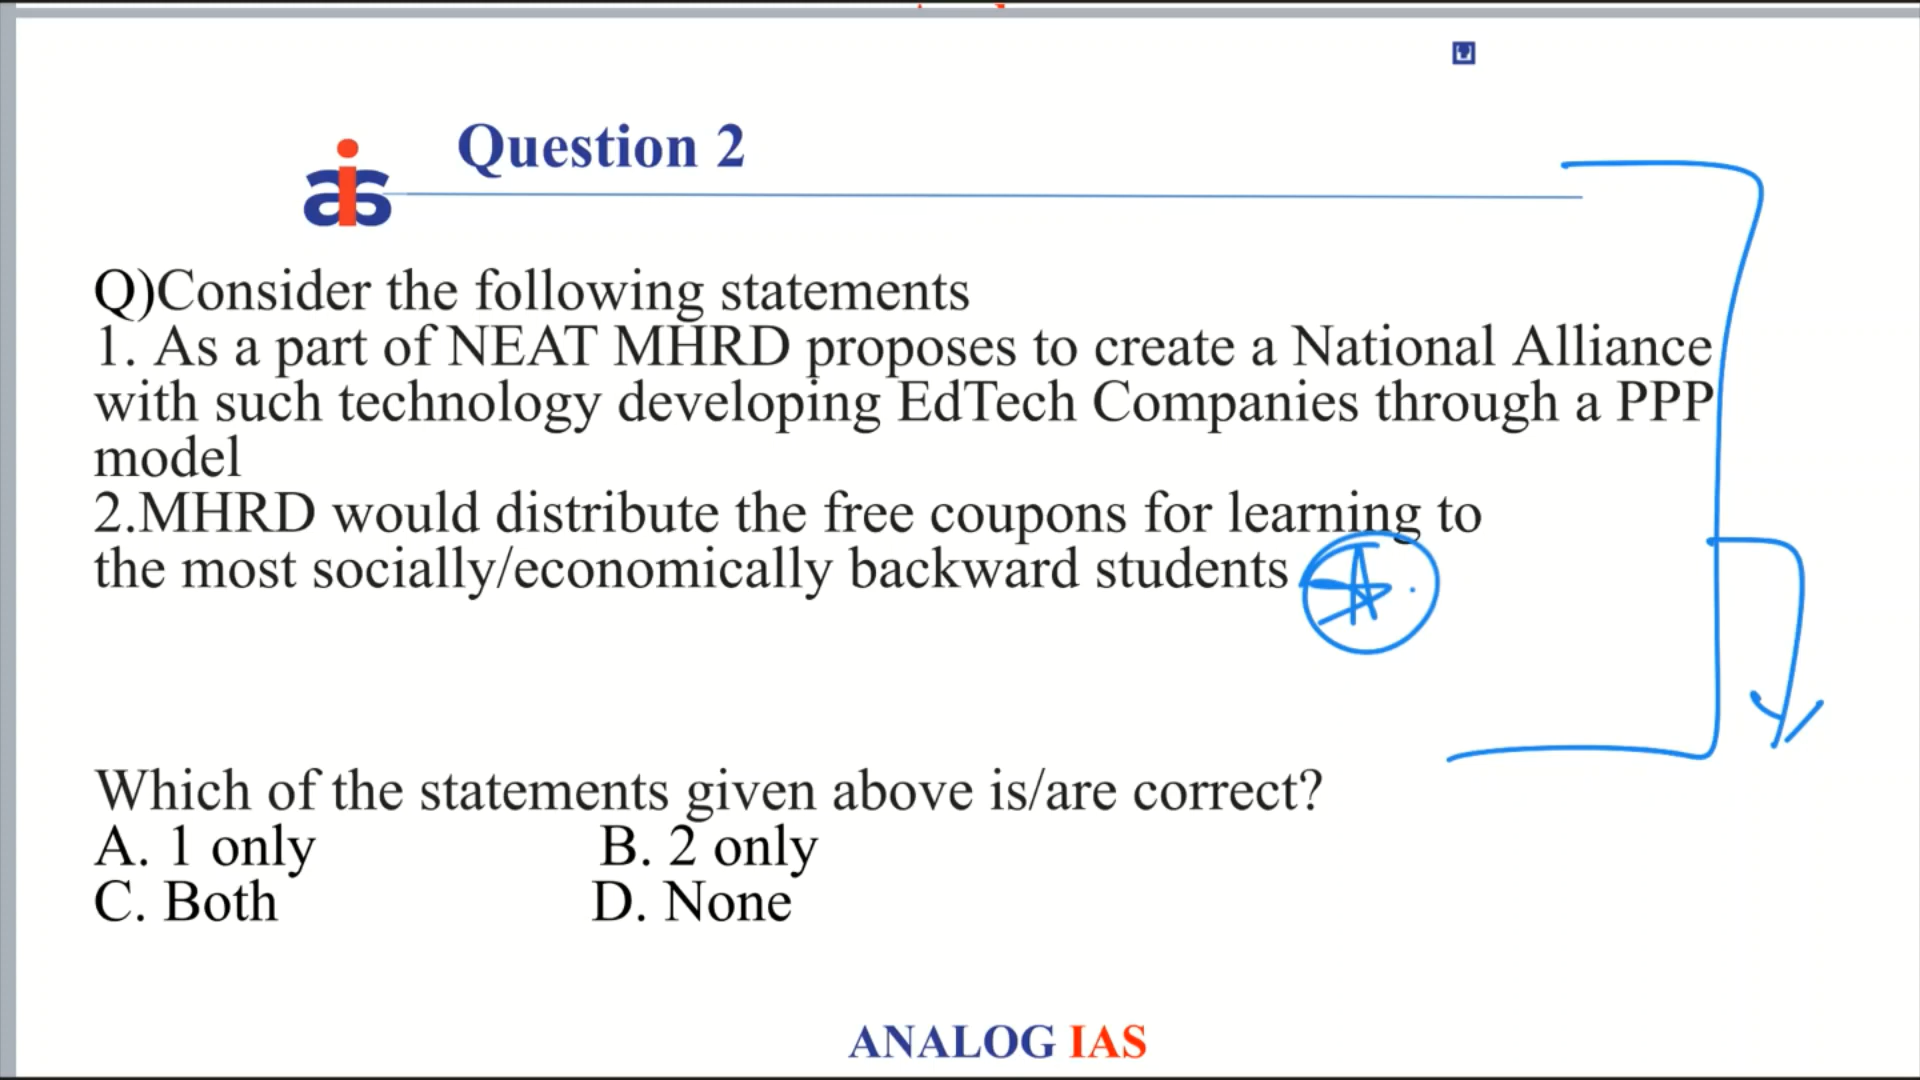 Question 2
ias
Q)Consider the following statements
1. As a part of NEAT MHRD proposes to create a National Alliance
with such technology developing EdTech Companies through a PPP
model
2.MHRD would distribute the free coupons for learning to
the most socially/economically backward students
Which of the statements given above is/are correct?
A. 1 only B. 2 only
C. Both D. None
ANALOG IAS